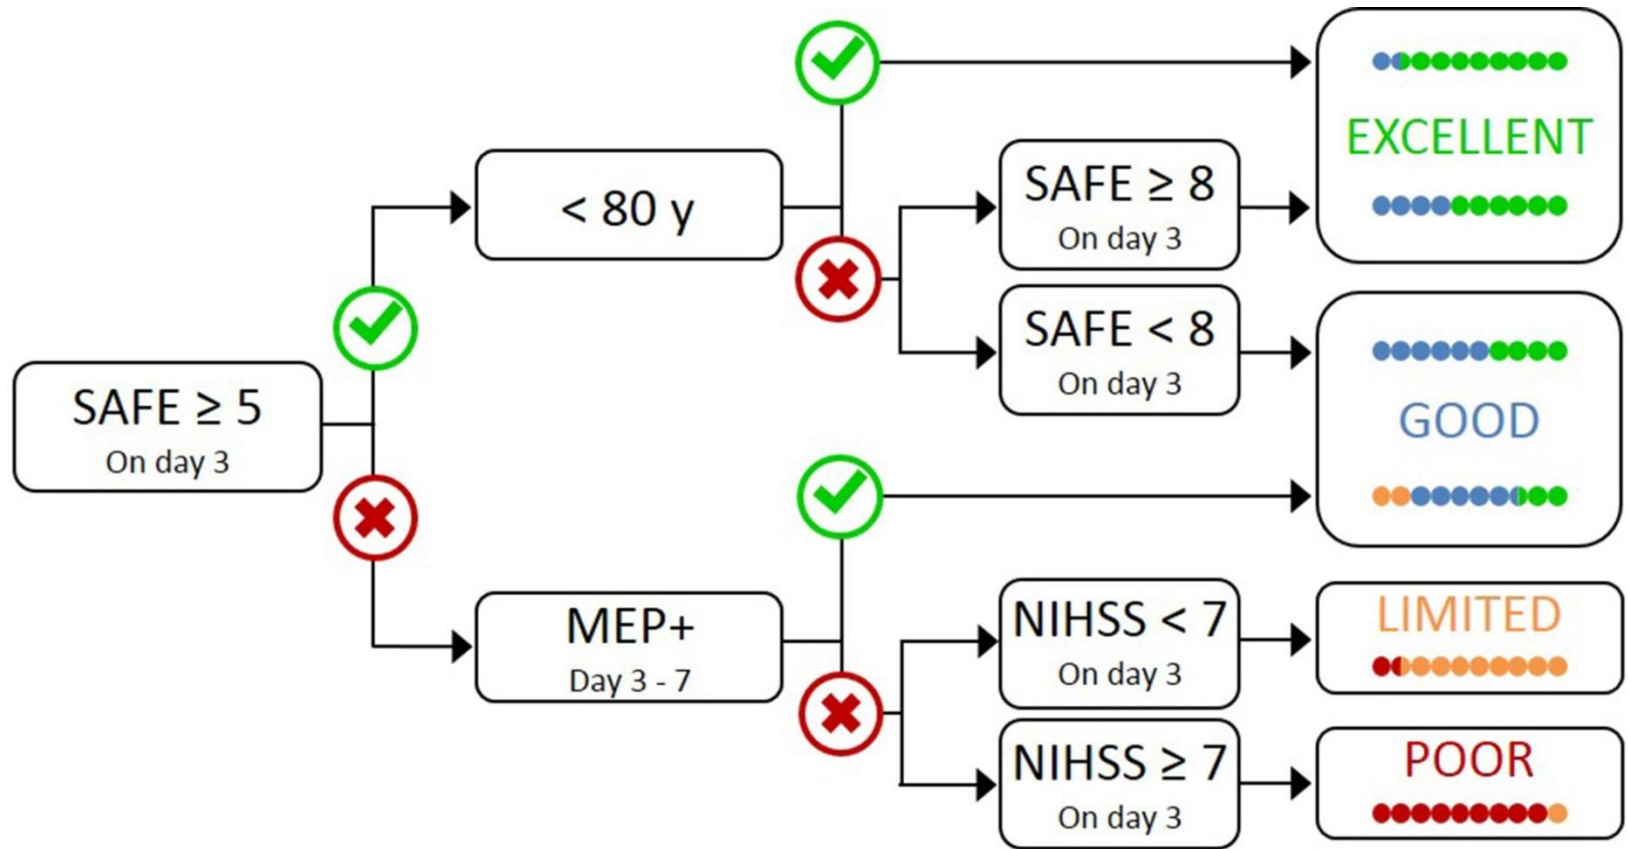 SAFE ≥ 5
On day 3
< 80 y
SAFE ≥ 8
On day 3
SAFE < 8
On day 3
EXCELLENT
GOOD
MEP+
Day 3 - 7
NIHSS < 7
On day 3
NIHSS ≥ 7
On day 3
LIMITED
POOR